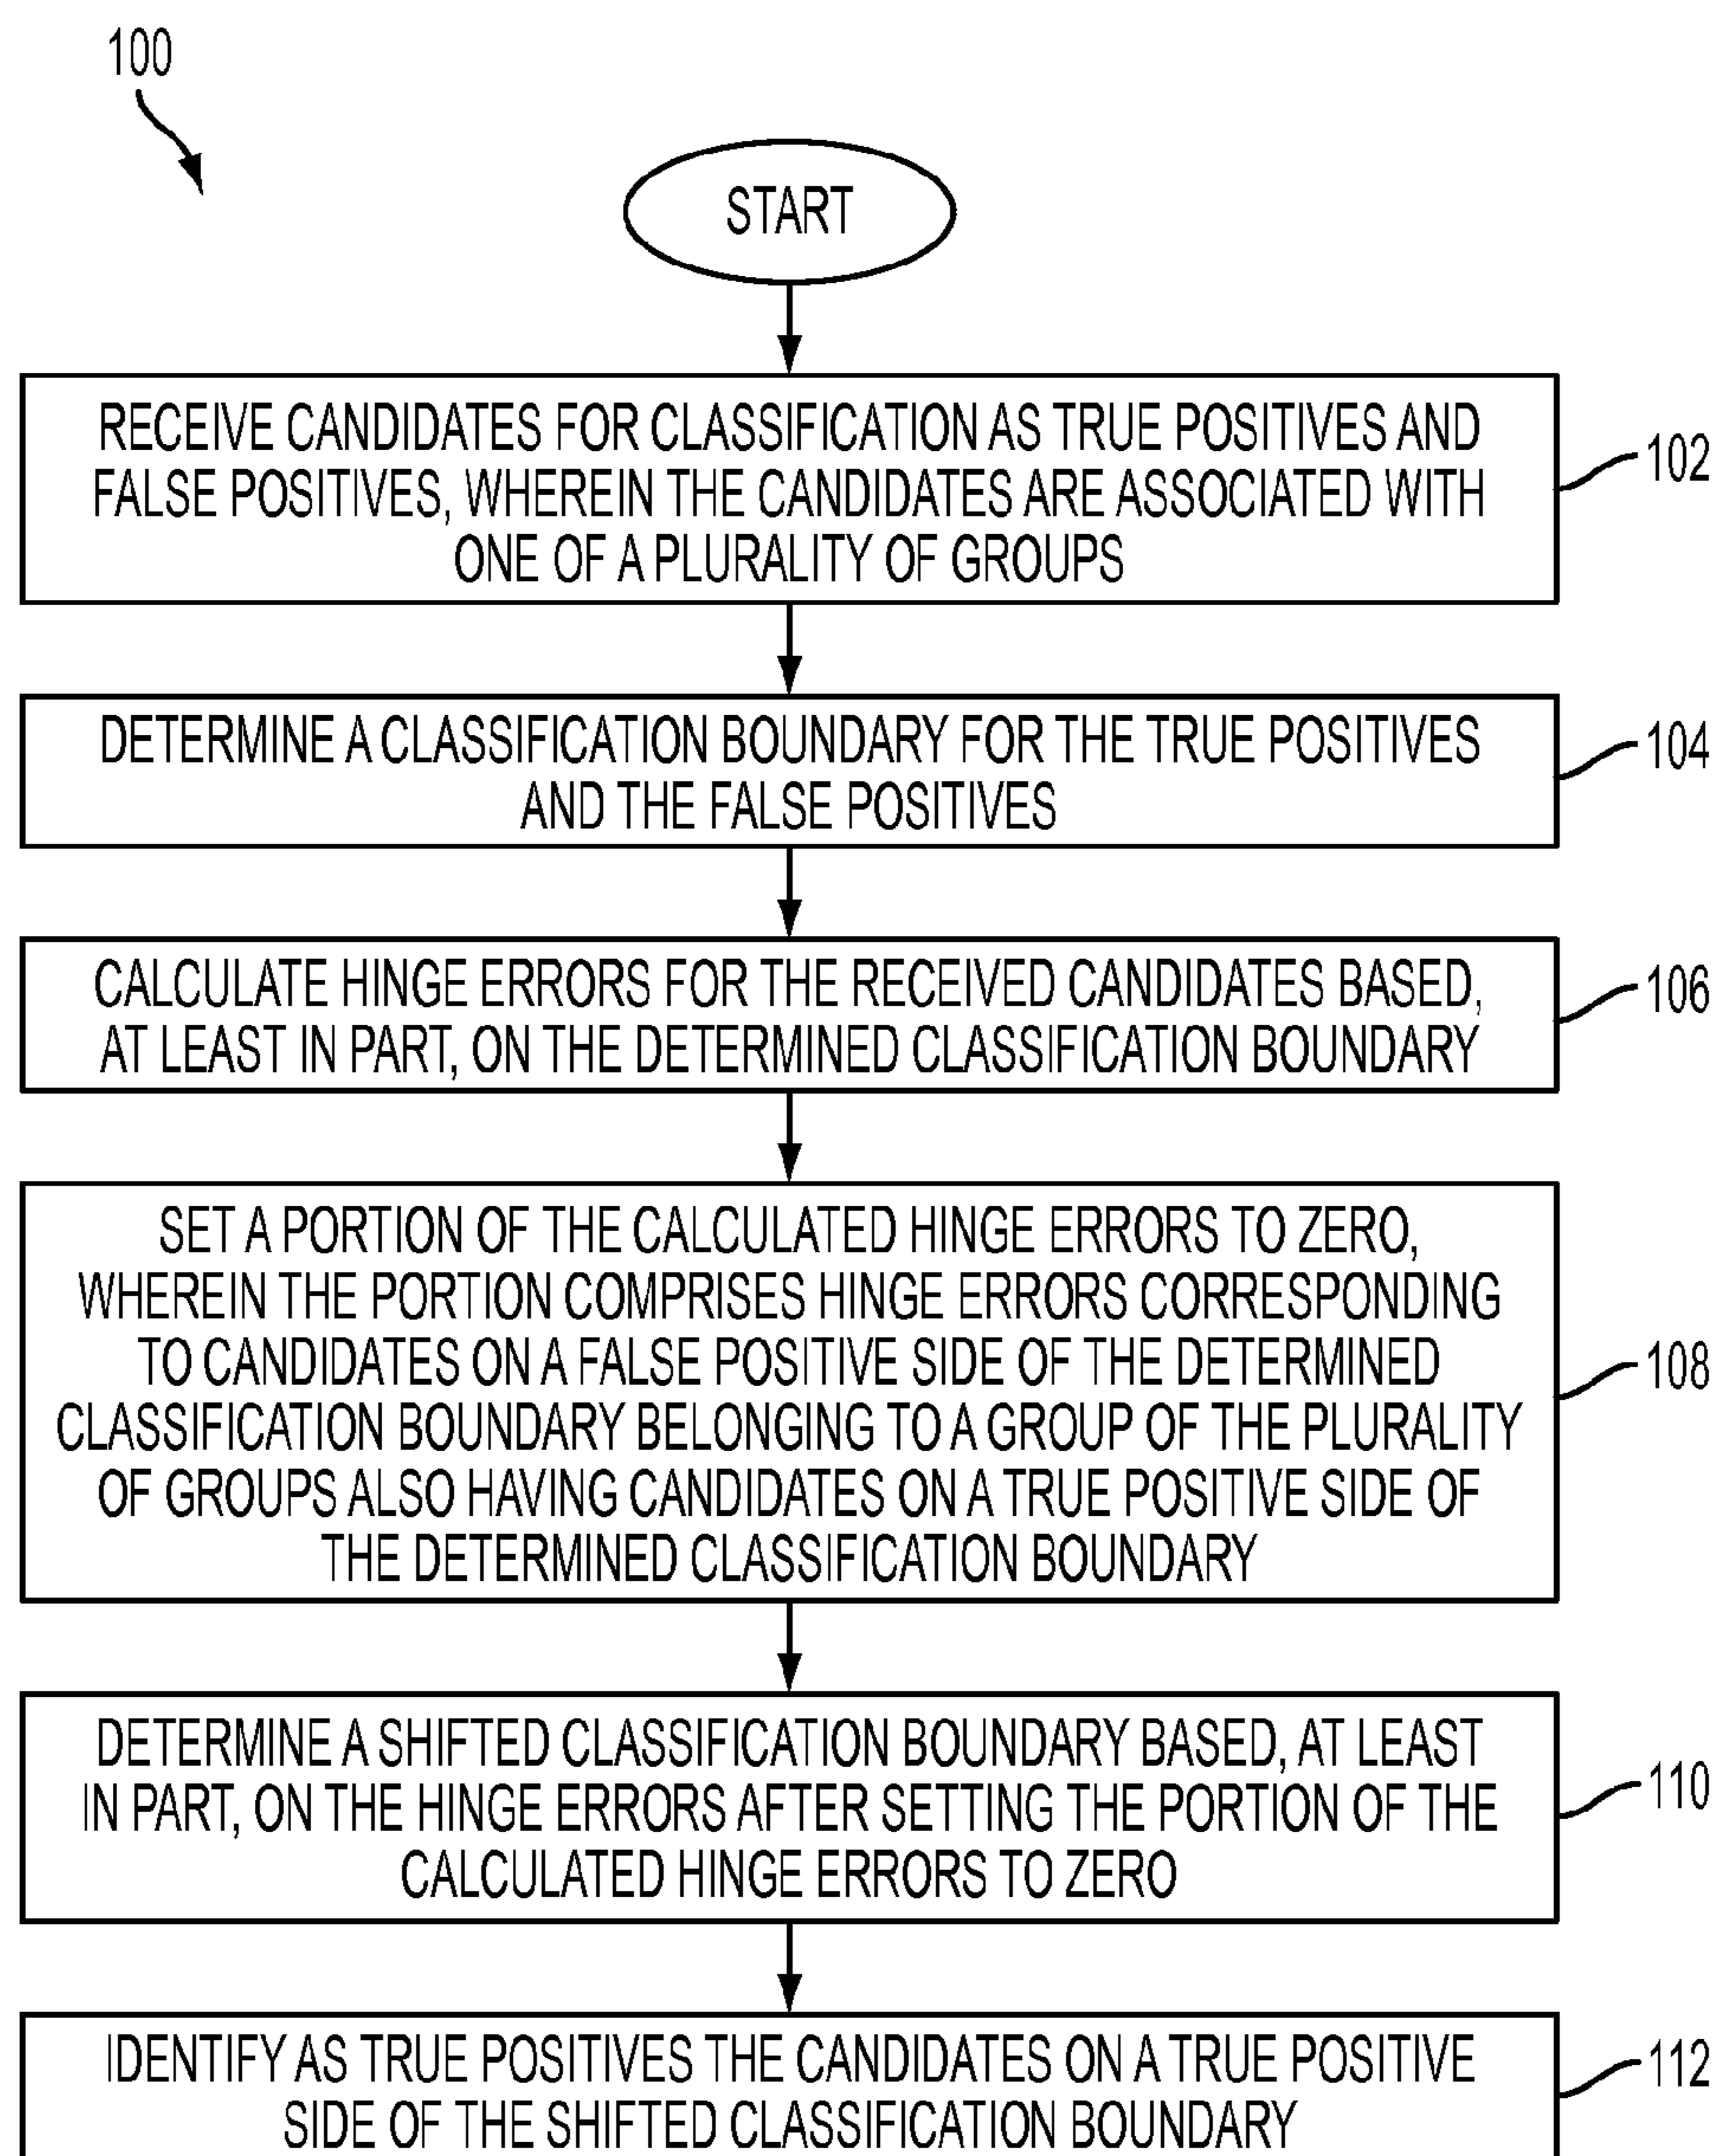 100
START
RECEIVE CANDIDATES FOR CLASSIFICATION AS TRUE POSITIVES AND
FALSE POSITIVES, WHEREIN THE CANDIDATES ARE ASSOCIATED WITH
ONE OF A PLURALITY OF GROUPS
102
DETERMINE A CLASSIFICATION BOUNDARY FOR THE TRUE POSITIVES
AND THE FALSE POSITIVES
104
CALCULATE HINGE ERRORS FOR THE RECEIVED CANDIDATES BASED,
AT LEAST IN PART, ON THE DETERMINED CLASSIFICATION BOUNDARY
106
SET A PORTION OF THE CALCULATED HINGE ERRORS TO ZERO,
WHEREIN THE PORTION COMPRISES HINGE ERRORS CORRESPONDING
TO CANDIDATES ON A FALSE POSITIVE SIDE OF THE DETERMINED
CLASSIFICATION BOUNDARY BELONGING TO A GROUP OF THE PLURALITY
OF GROUPS ALSO HAVING CANDIDATES ON A TRUE POSITIVE SIDE OF
THE DETERMINED CLASSIFICATION BOUNDARY
108
DETERMINE A SHIFTED CLASSIFICATION BOUNDARY BASED, AT LEAST
IN PART, ON THE HINGE ERRORS AFTER SETTING THE PORTION OF THE
CALCULATED HINGE ERRORS TO ZERO
110
IDENTIFY AS TRUE POSITIVES THE CANDIDATES ON A TRUE POSITIVE
SIDE OF THE SHIFTED CLASSIFICATION BOUNDARY
112